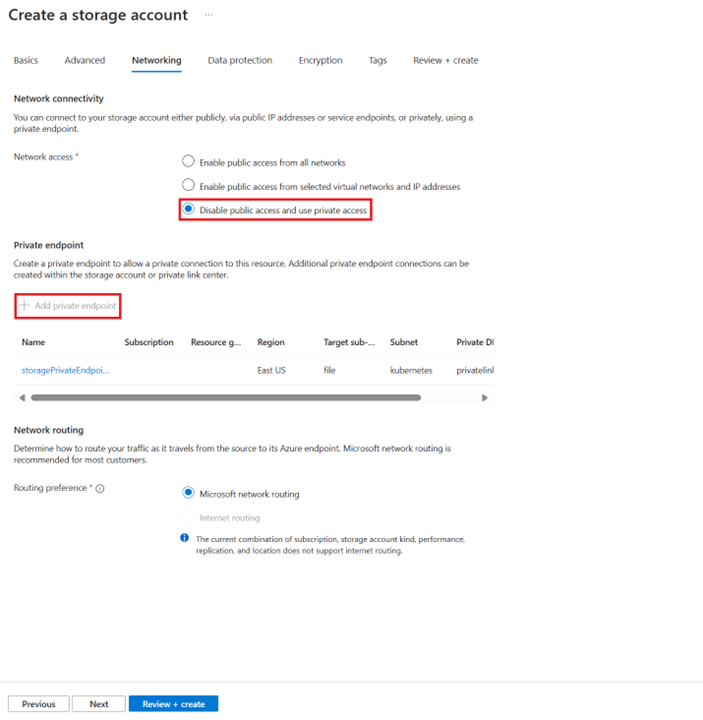 Create a storage account ...
Basics Advanced Networking Data protection Encryption Tags Review + create
Network connectivity
You can connect to your storage account either publicly, via public IP addresses or service endpoints, or privately, using a
private endpoint.
Network access *
Enable public access from all networks
Enable public access from selected virtual networks and IP addresses
Disable public access and use private access
Private endpoint
Create a private endpoint to allow a private connection to this resource. Additional private endpoint connections can be
created within the storage account or private link center.
+ Add private endpoint
Name Subscription Resource g... Region Target sub-... Subnet Private DI
storagePrivateEndpoi... East US file kubernetes privatelinl
Network routing
Determine how to route your traffic as it travels from the source to its Azure endpoint. Microsoft network routing is
recommended for most customers.
Routing preference *
Microsoft network routing
Internet routing
The current combination of subscription, storage account kind, performance,
replication, and location does not support internet routing.
Previous Next Review + create